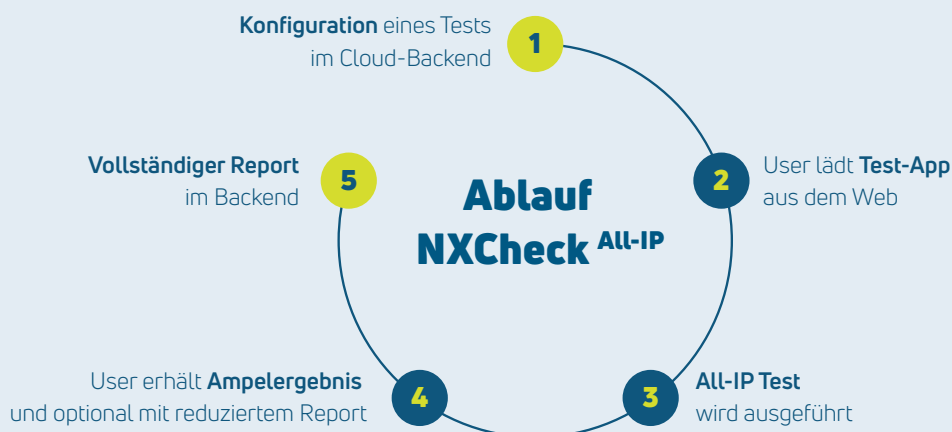 Ablauf
NXCheck All-IP
1
Konfiguration eines Tests
im Cloud-Backend
2
User lädt Test-App
aus dem Web
3
All-IP Test
wird ausgeführt
4
User erhält Ampelergebnis
und optional mit reduziertem Report
5
Vollständiger Report
im Backend